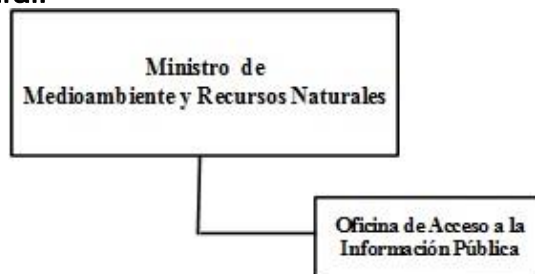 Ministro de
Medioambiente y Recursos Naturales
Oficina de Acceso a la
Información Pública